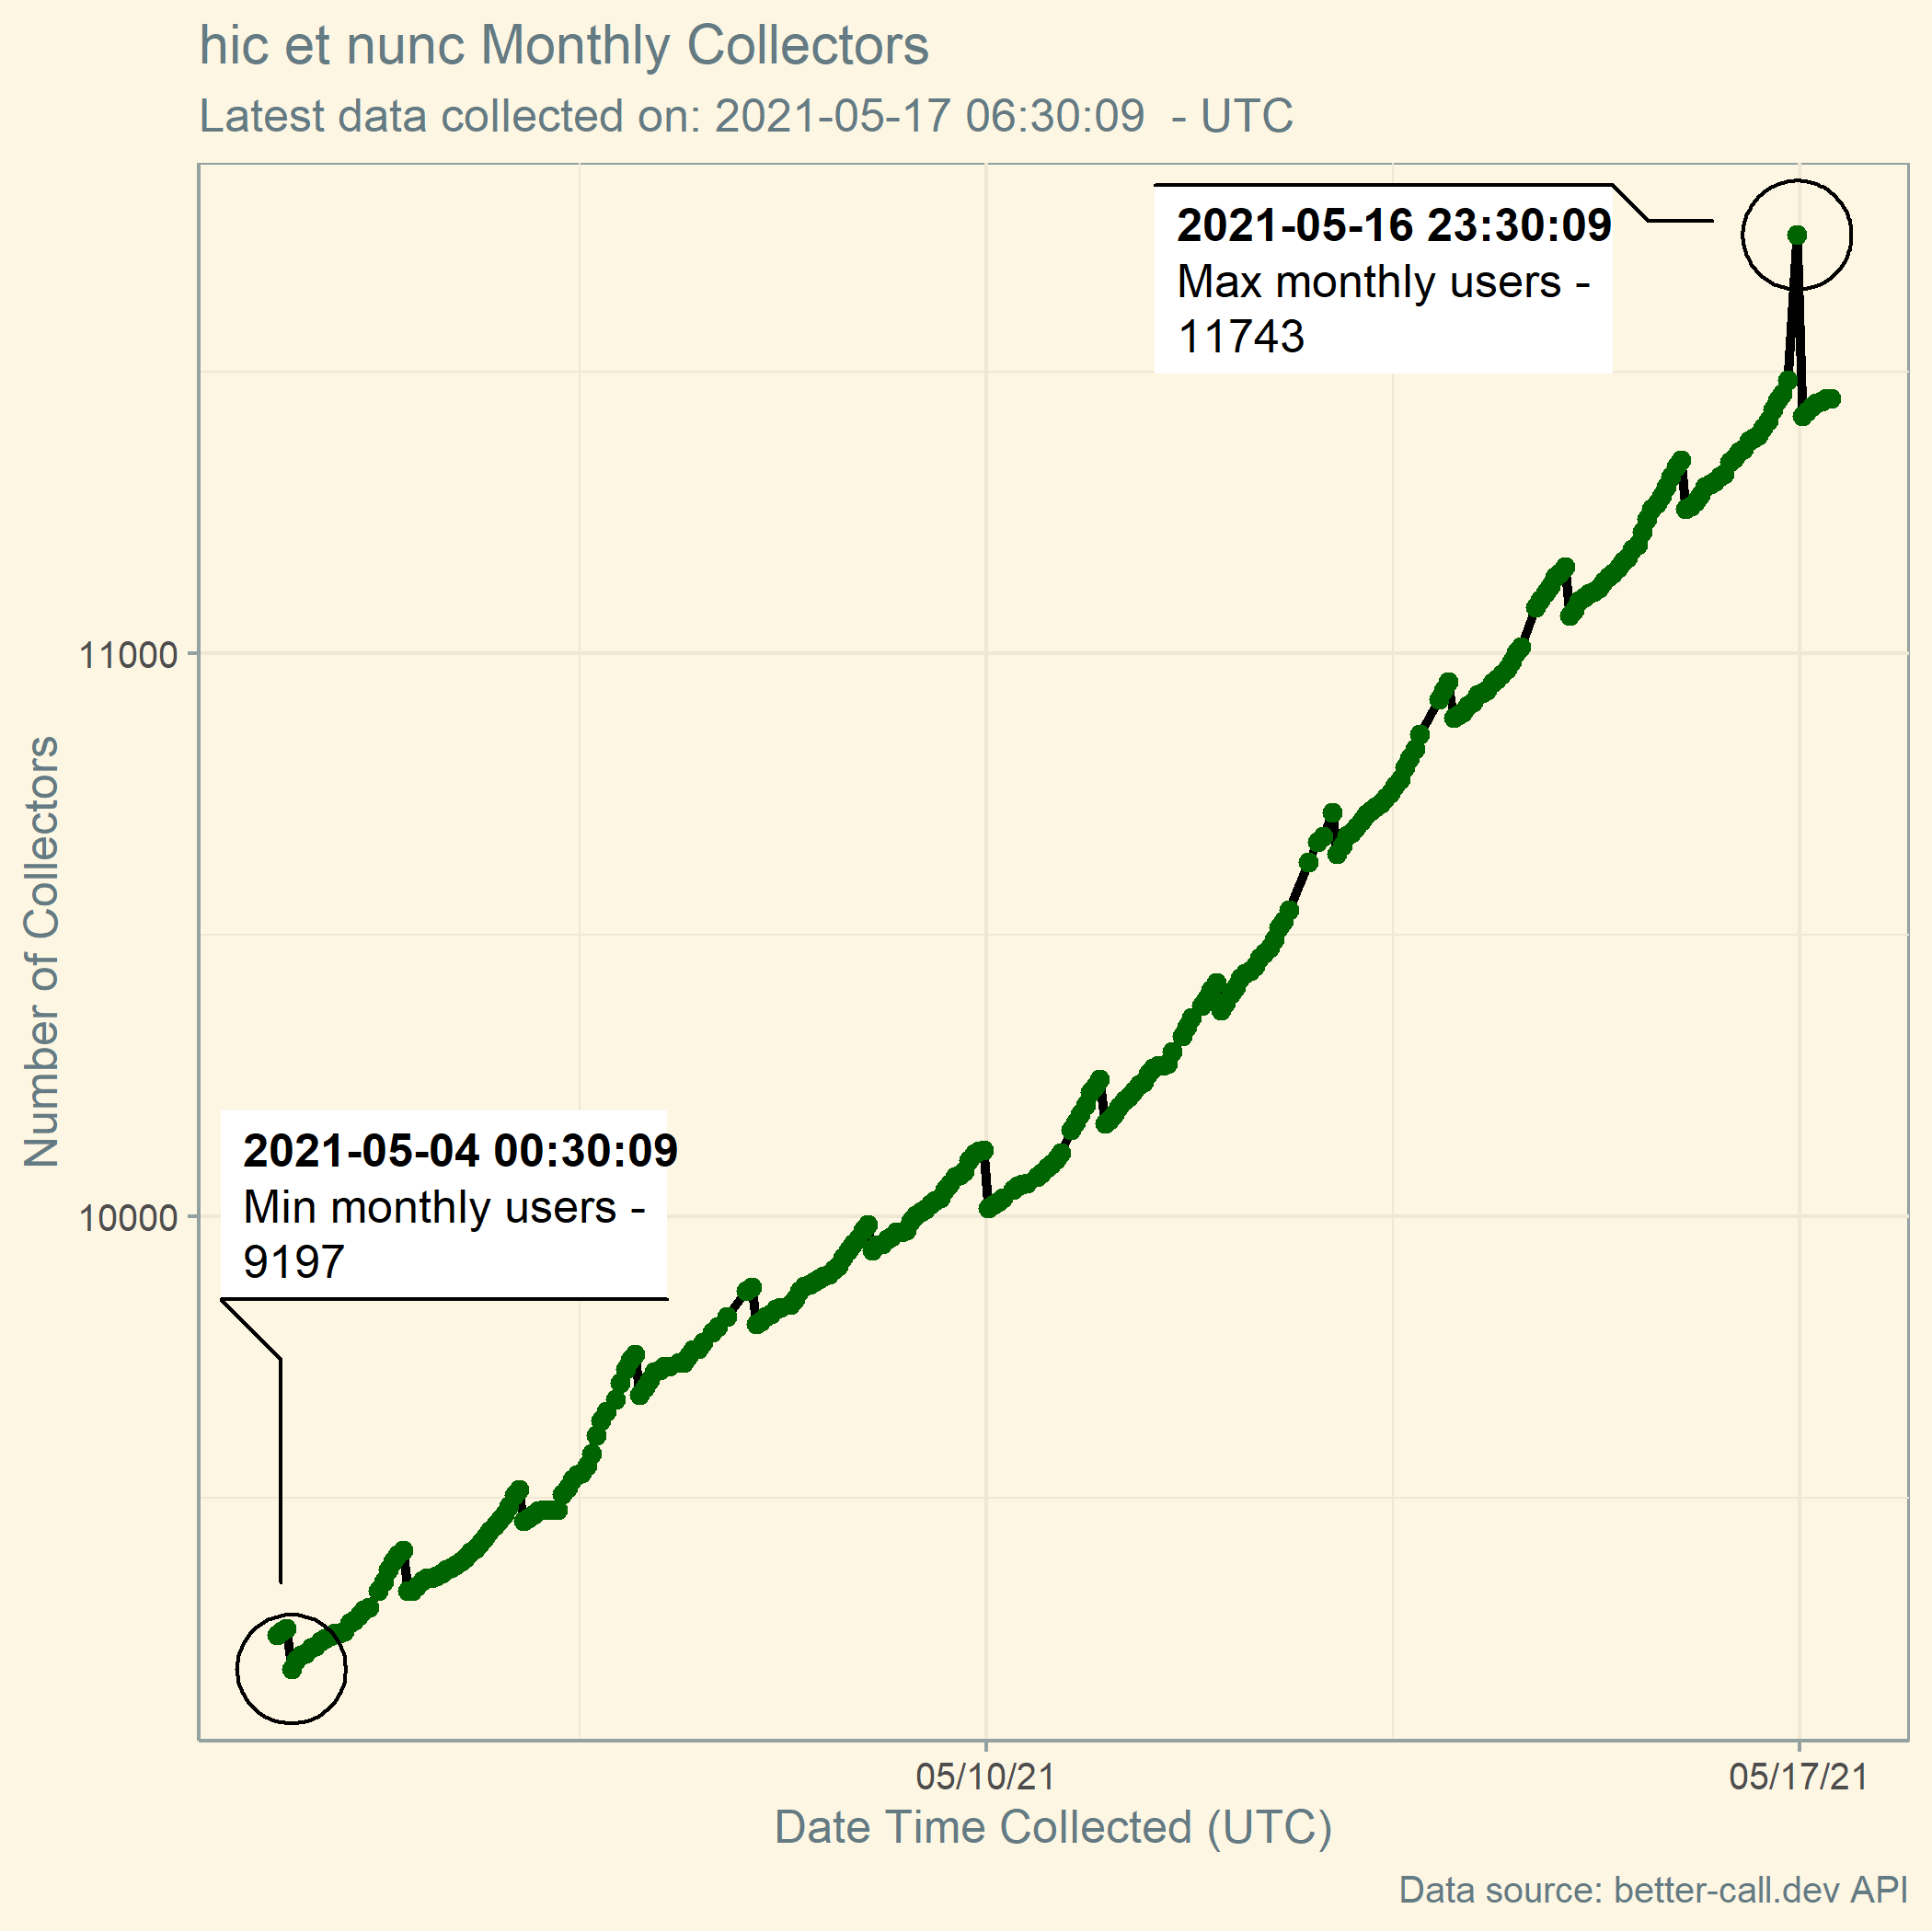 hic et nunc Monthly Collectors
Latest data collected on: 2021-05-17 06:30:09  - UTC
2021-05-16 23:30:09
Max monthly users -
11743
11000
Number of Collectors
2021-05-04 00:30:09
Min monthly users -
9197
10000
05/10/21
05/17/21
Date Time Collected (UTC)
Data source: better-call.dev API